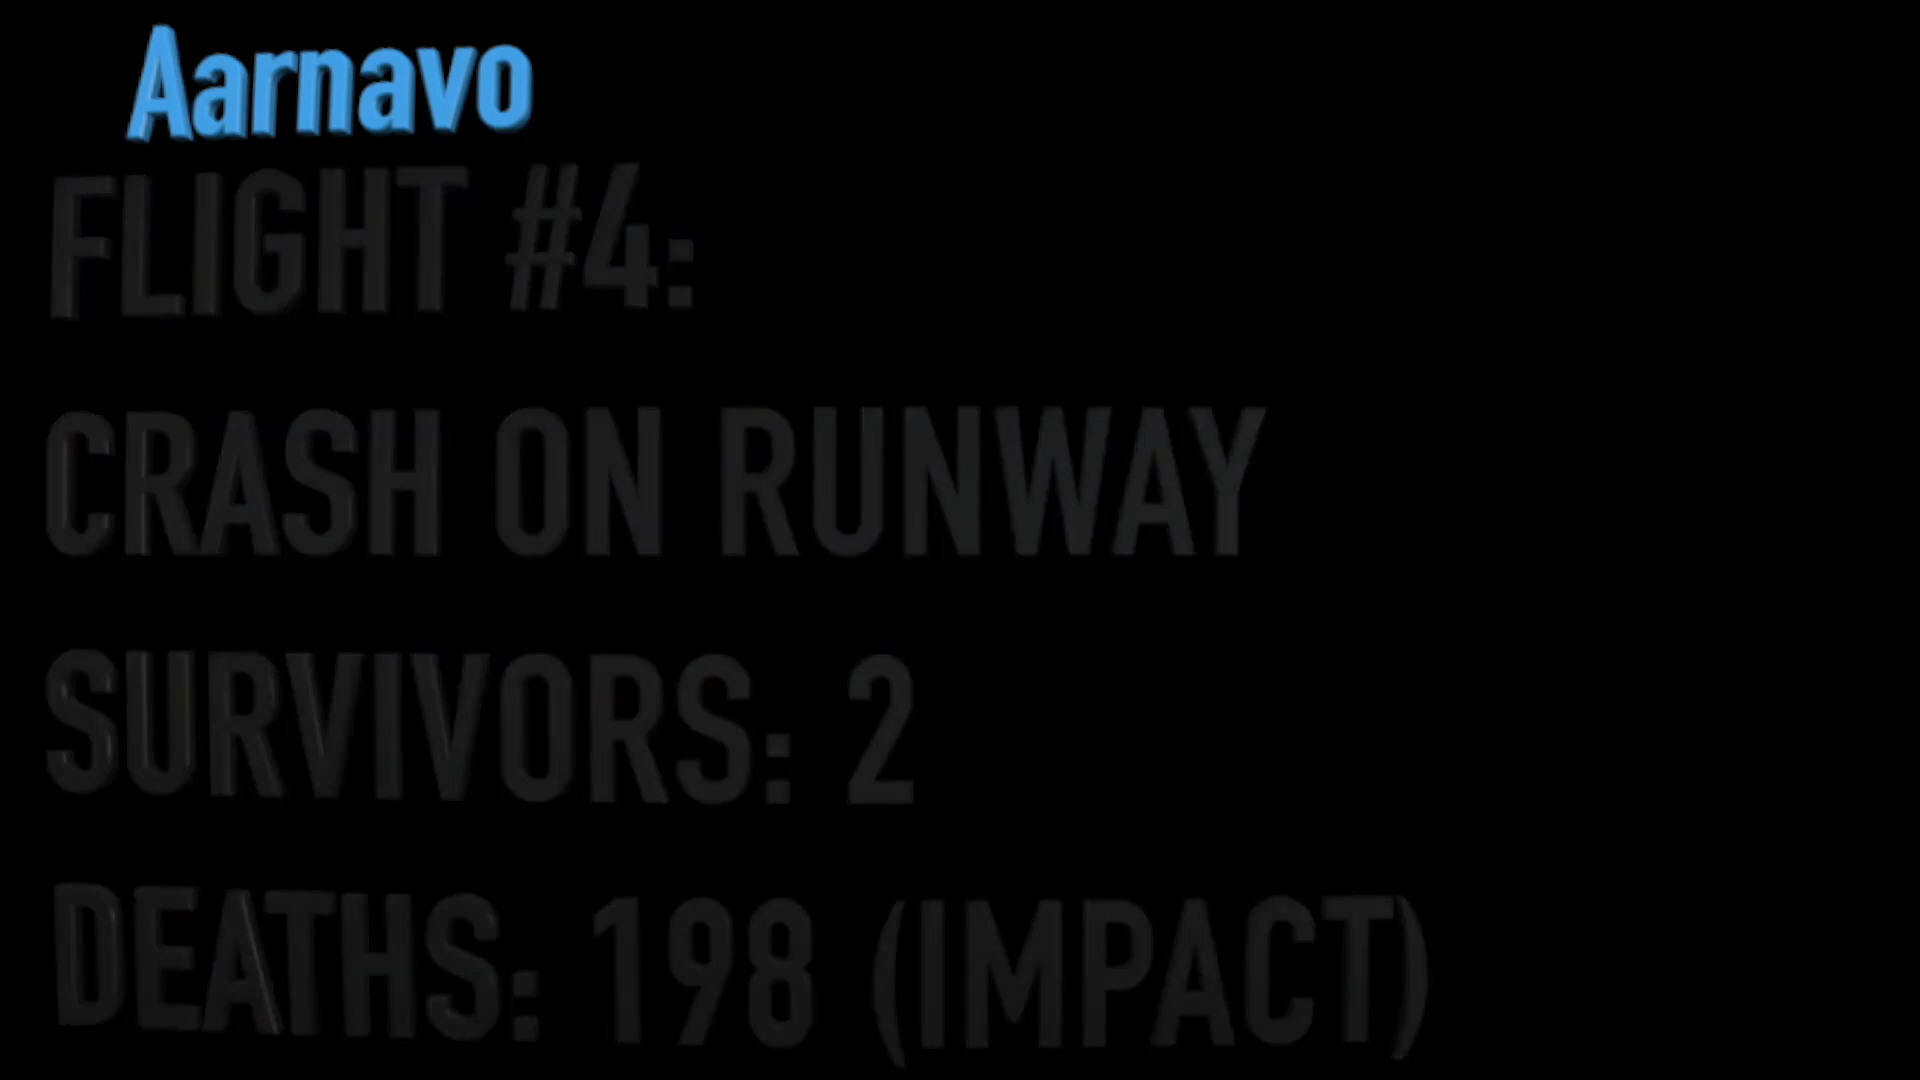 Aarnavo
FLIGHT #4:
CRASH ON RUNWAY
SURVIVORS: 2
DEATHS: 198 (IMPACT)